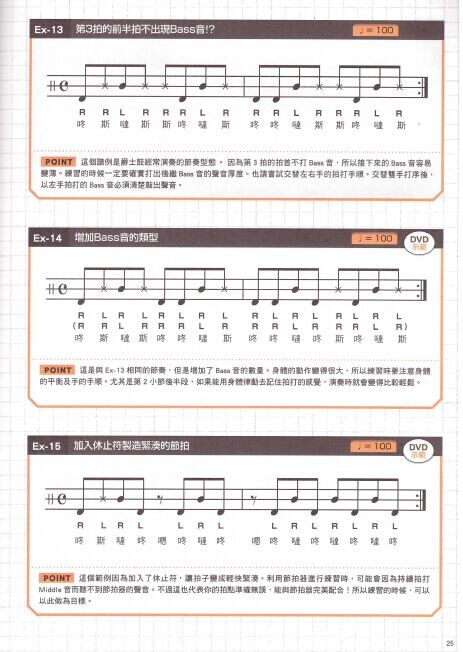 Ex-13 第3拍的前半拍不出現Bass音!? ♩= 100
R R L R R R L R R R L R R R L R
咚 斯 噠 斯 斯 咚 噠 斯 咚 咚 噠 斯 斯 咚 噠 斯
POINT 這個譜例是爵士鼓經常演奏的節奏型態。因為第 3 拍的拍首不打 Bass 音，所以接下來的 Bass 音容易
變薄。練習的時候一定要確實打出後繼 Bass 音的聲音厚度。也請嘗試交替左右手的拍打手順。交替雙手打序後，
以左手拍打的 Bass 音必須清楚敲出聲音。
Ex-14 增加Bass音的類型 ♩= 100 DVD
示範
R L R L R L R L R L R L R L R L
(R R L R R R L R R R L R R R L R)
咚 斯 噠 斯 咚 咚 噠 斯 咚 咚 噠 斯 咚 咚 噠 斯
POINT 這是與 Ex-13 相同的節奏，但是增加了 Bass 音的數量。身體的動作變得很大，所以練習時要注意身體
的平衡及手的手順。尤其是第 2 小節後半段，如果能用身體律動去記住拍打的感覺，演奏時就會變得比較輕鬆。
Ex-15 加入休止符製造緊湊的節拍 ♩= 100 DVD
示範
R L R L L R L L R L R L R L
咚 斯 噠 咚 嗯 咚 噠 咚 嗯 咚 噠 咚 噠 咚 噠 咚
POINT 這個範例因為加入了休止符，讓拍子變成輕快緊湊。利用節拍器進行練習時，可能會因為持續拍打
Middle 音而聽不到節拍器的聲音。不過這也代表你的拍點準確無誤，能與節拍器完美配合！所以練習的時候，可以
以此做為目標。
25